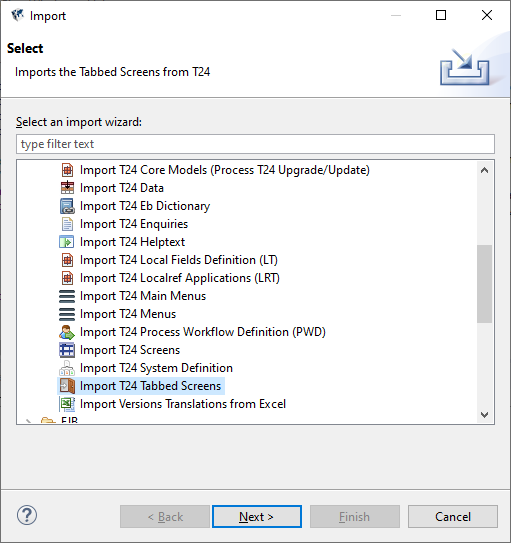 Import
Select
Imports the Tabbed Screens from T24
Select an import wizard:
type filter text
Import T24 Core Models (Process T24 Upgrade/Update)
Import T24 Data
Import T24 Eb Dictionary
Import T24 Enquiries
Import T24 Helptext
Import T24 Local Fields Definition (LT)
Import T24 Localref Applications (LRT)
Import T24 Main Menus
Import T24 Menus
Import T24 Process Workflow Definition (PWD)
Import T24 Screens
Import T24 System Definition
Import T24 Tabbed Screens
Import Versions Translations from Excel
EJB
? < Back Next > Finish Cancel